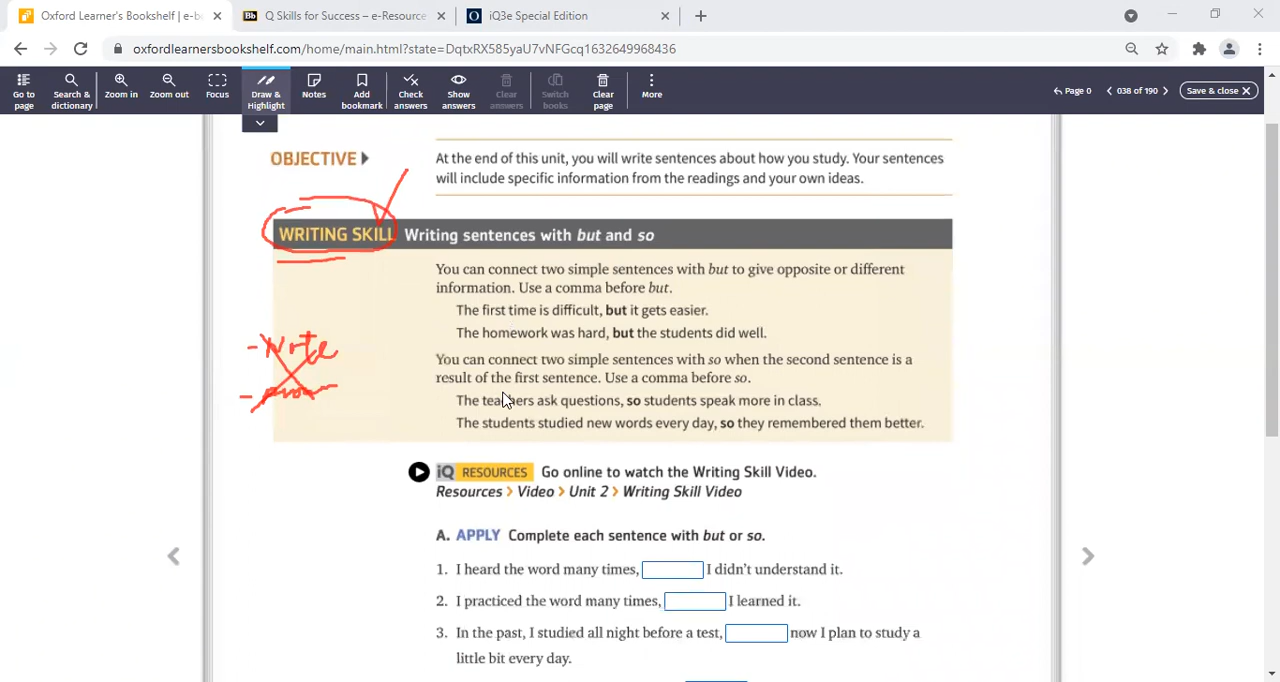 Oxford Learner's Bookshelf | e-b
Q Skills for Success – e-Resource
iQ3e Special Edition
oxfordlearnersbookshelf.com/home/main.html?state=DqtxRX585yaU7vNFGcq1632649968436
Go to page
Search & dictionary
Zoom in
Zoom out
Focus
Draw & Highlight
Notes
Add bookmark
Check answers
Show answers
Clear answers
Switch books
Clear page
More
Page 0
038 of 190
Save & close
OBJECTIVE
At the end of this unit, you will write sentences about how you study. Your sentences
will include specific information from the readings and your own ideas.
WRITING SKILL Writing sentences with but and so
You can connect two simple sentences with but to give opposite or different
information. Use a comma before but.
The first time is difficult, but it gets easier.
The homework was hard, but the students did well.
- Write
You can connect two simple sentences with so when the second sentence is a
result of the first sentence. Use a comma before so.
The teachers ask questions, so students speak more in class.
The students studied new words every day, so they remembered them better.
iQ RESOURCES Go online to watch the Writing Skill Video.
Resources > Video > Unit 2 > Writing Skill Video
A. APPLY Complete each sentence with but or so.
1. I heard the word many times, I didn't understand it.
2. I practiced the word many times, I learned it.
3. In the past, I studied all night before a test, now I plan to study a
little bit every day.